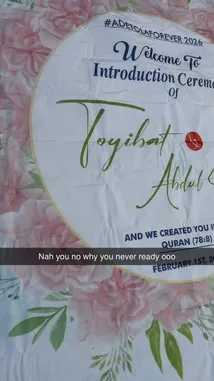 #ADETOLAFOREVER 2026
Welcome To
Introduction Cerem
Of
Toyibat &
Abdul
AND WE CREATED YOU I
QURAN (78:8)
Nah you no why you never ready ooo
FEBRUARY 1ST, 2